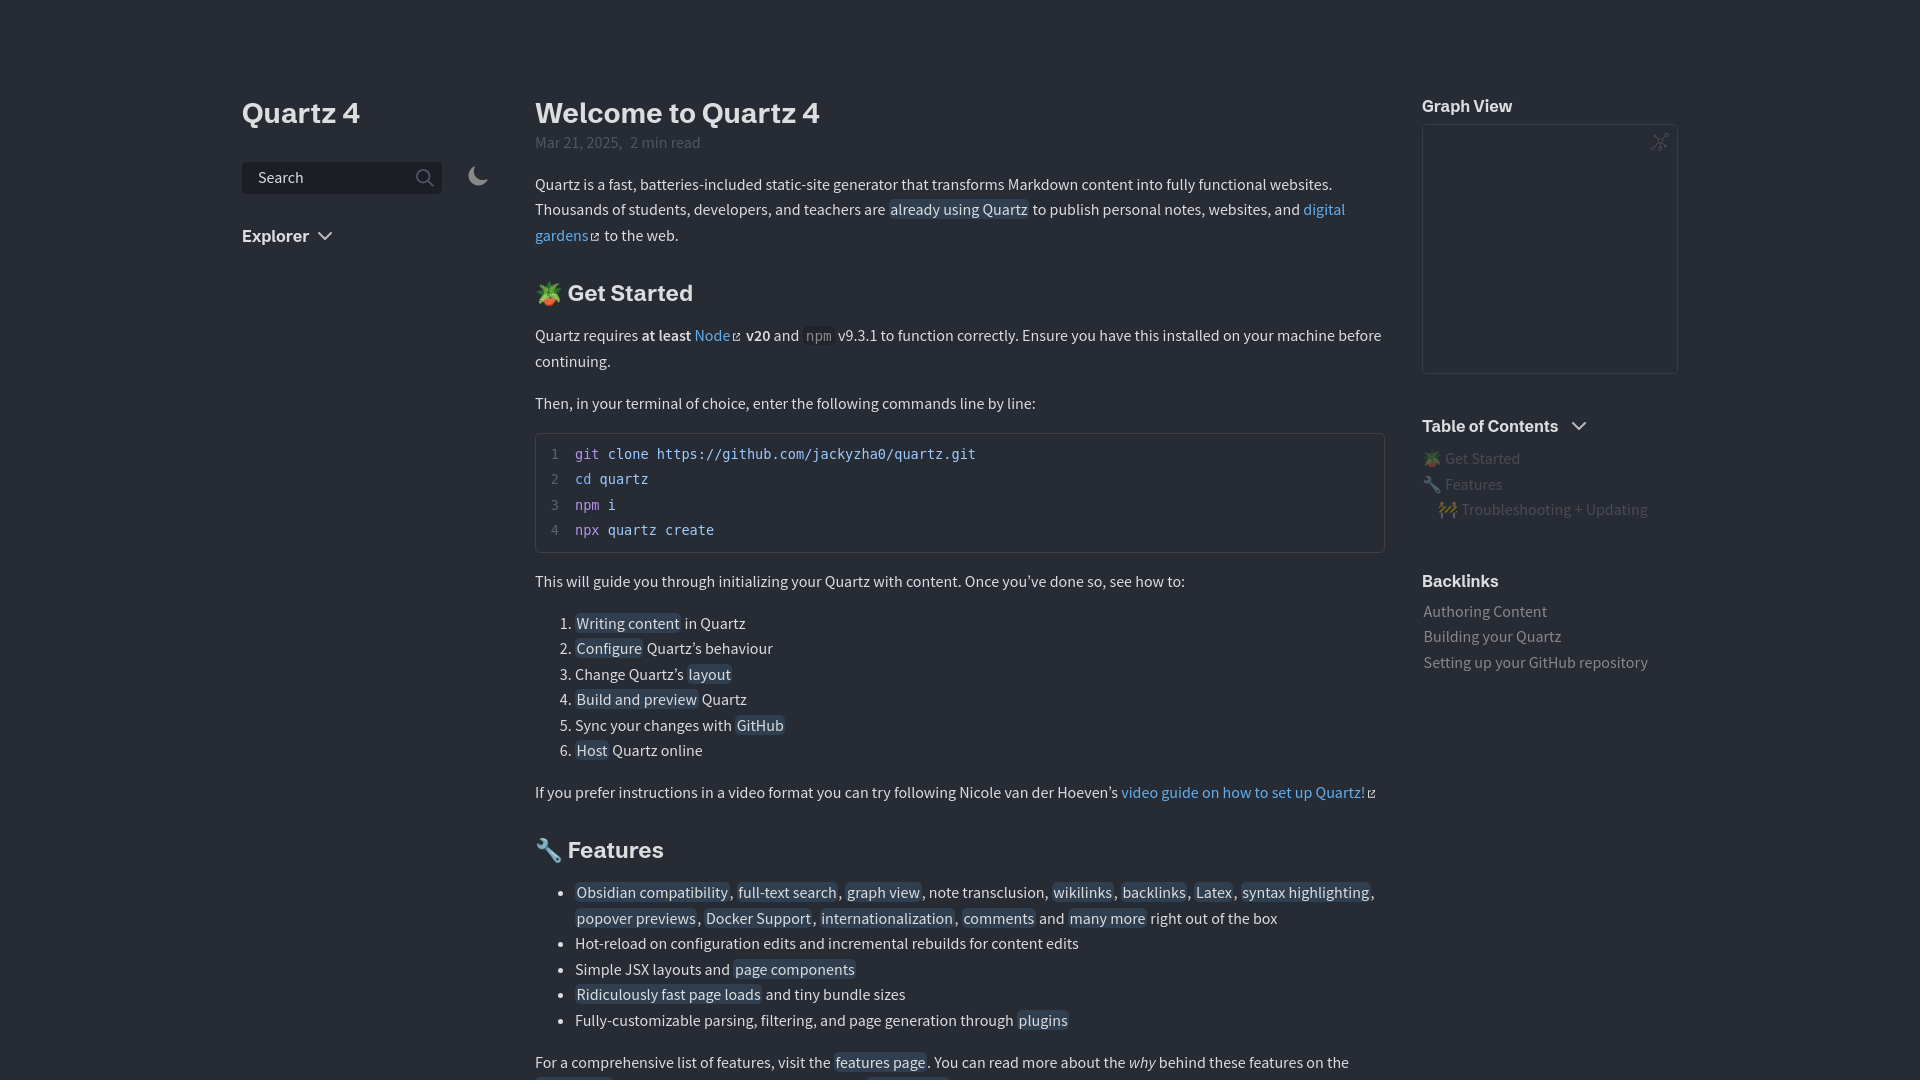 Quartz 4
Search
Explorer
Welcome to Quartz 4
Mar 21, 2025, 2 min read
Quartz is a fast, batteries-included static-site generator that transforms Markdown content into fully functional websites.
Thousands of students, developers, and teachers are already using Quartz to publish personal notes, websites, and digital
gardens to the web.
🪴 Get Started
Quartz requires at least Node v20 and npm v9.3.1 to function correctly. Ensure you have this installed on your machine before
continuing.
Then, in your terminal of choice, enter the following commands line by line:
1 git clone https://github.com/jackyzha0/quartz.git
2 cd quartz
3 npm i
4 npx quartz create
This will guide you through initializing your Quartz with content. Once you’ve done so, see how to:
1. Writing content in Quartz
2. Configure Quartz’s behaviour
3. Change Quartz’s layout
4. Build and preview Quartz
5. Sync your changes with GitHub
6. Host Quartz online
If you prefer instructions in a video format you can try following Nicole van der Hoeven’s video guide on how to set up Quartz!
🔧 Features
• Obsidian compatibility, full-text search, graph view, note transclusion, wikilinks, backlinks, Latex, syntax highlighting,
popover previews, Docker Support, internationalization, comments and many more right out of the box
• Hot-reload on configuration edits and incremental rebuilds for content edits
• Simple JSX layouts and page components
• Ridiculously fast page loads and tiny bundle sizes
• Fully-customizable parsing, filtering, and page generation through plugins
For a comprehensive list of features, visit the features page. You can read more about the why behind these features on the
Graph View
Table of Contents
🪴 Get Started
🔧 Features
🚧 Troubleshooting + Updating
Backlinks
Authoring Content
Building your Quartz
Setting up your GitHub repository